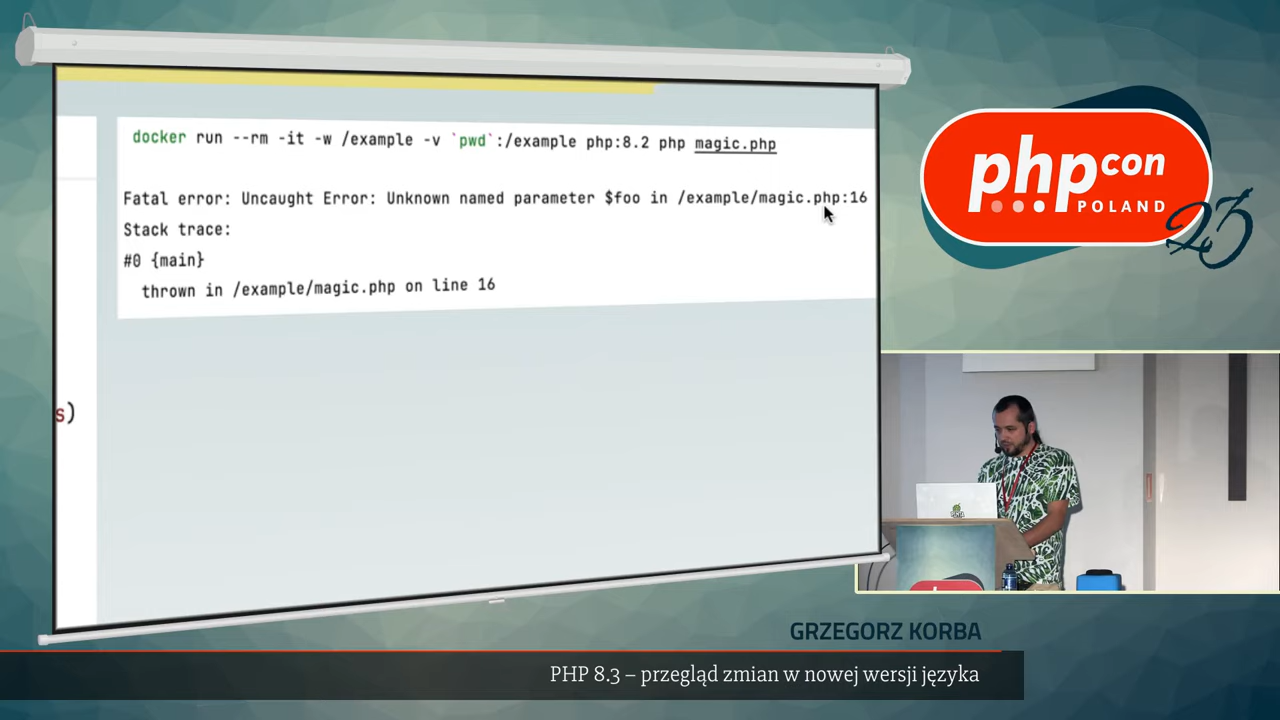 docker run --rm -it -w /example -v `pwd`:/example php:8.2 php magic.php
Fatal error: Uncaught Error: Unknown named parameter $foo in /example/magic.php:16
Stack trace:
#0 {main}
thrown in /example/magic.php on line 16
s)
phpcon
POLAND
23
GRZEGORZ KORBA
PHP 8.3 – przegląd zmian w nowej wersji języka